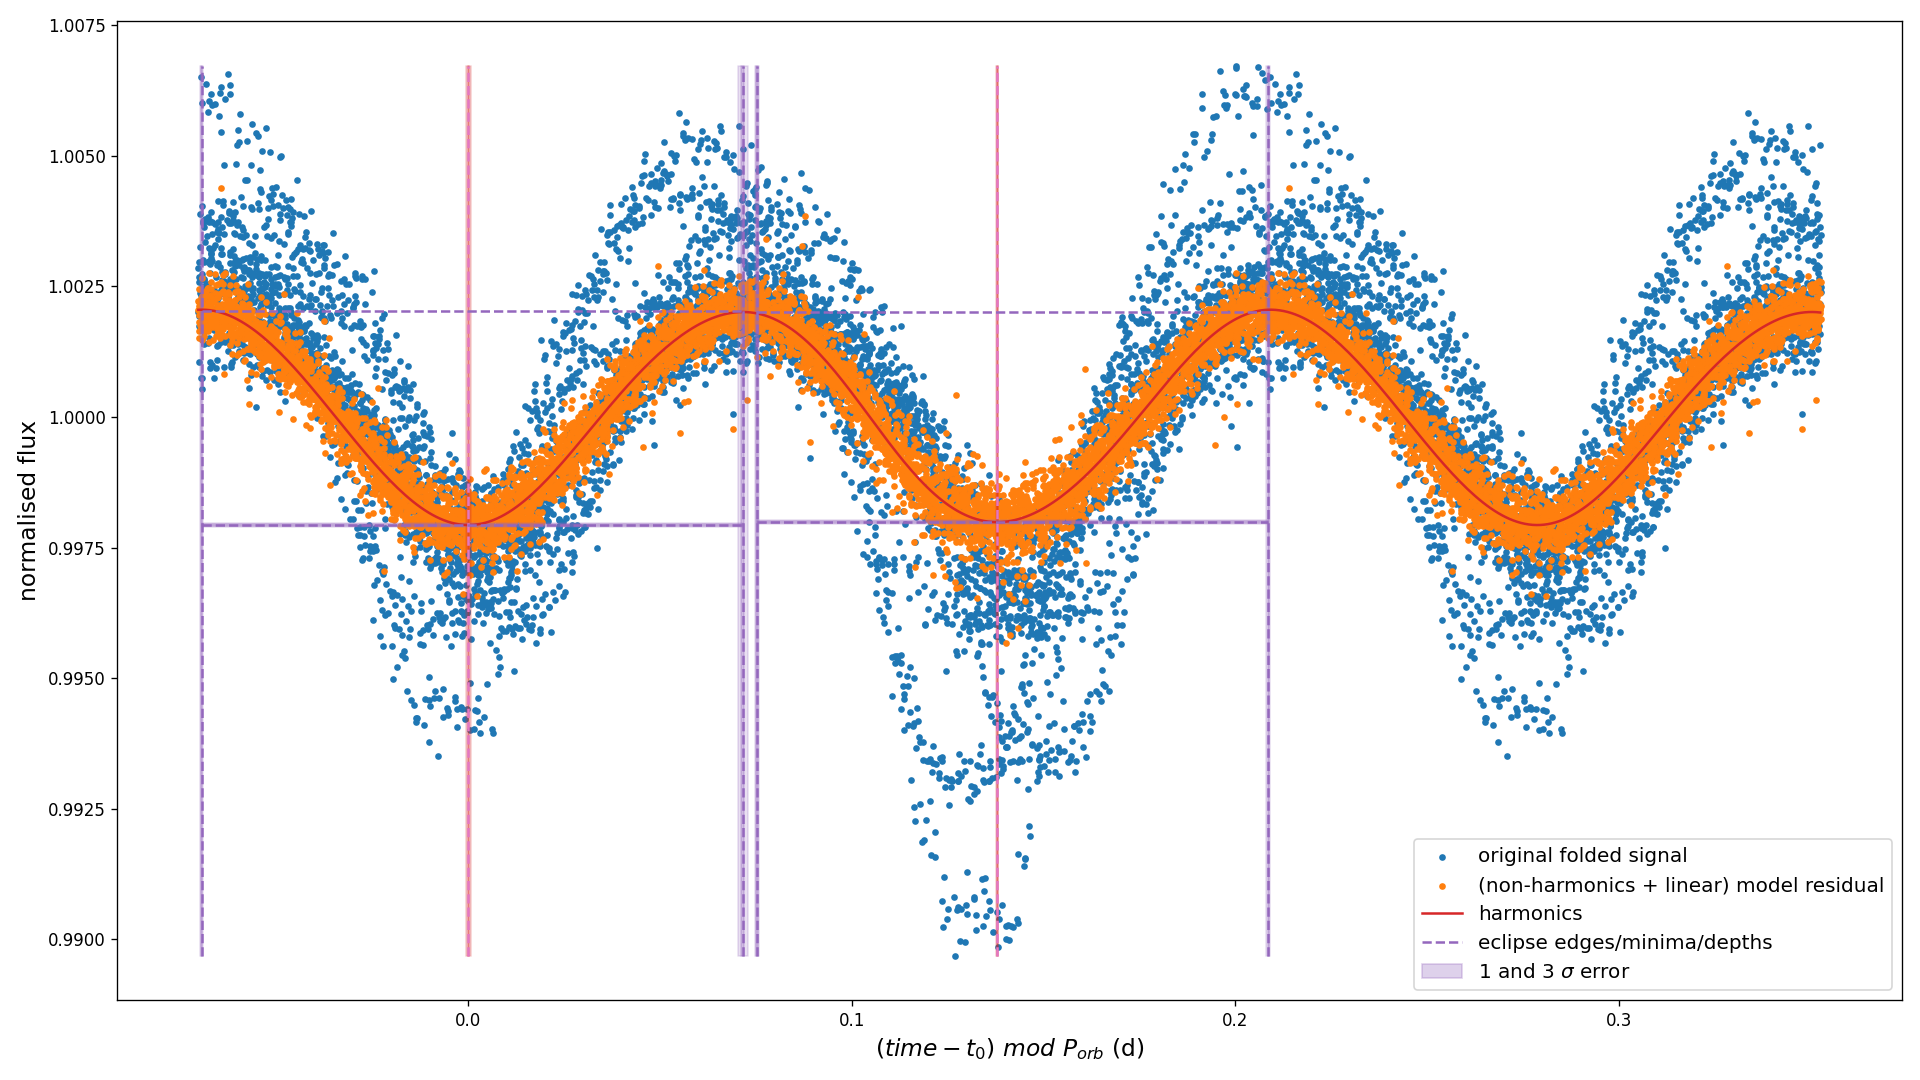 1.0075
1.0050
1.0025
1.0000
0.9975
0.9950
0.9925
0.9900
normalised flux
0.0
0.1
0.2
0.3
(time − t₀) mod Pₒᵣb (d)
original folded signal
(non-harmonics + linear) model residual
harmonics
eclipse edges/minima/depths
1 and 3 σ error